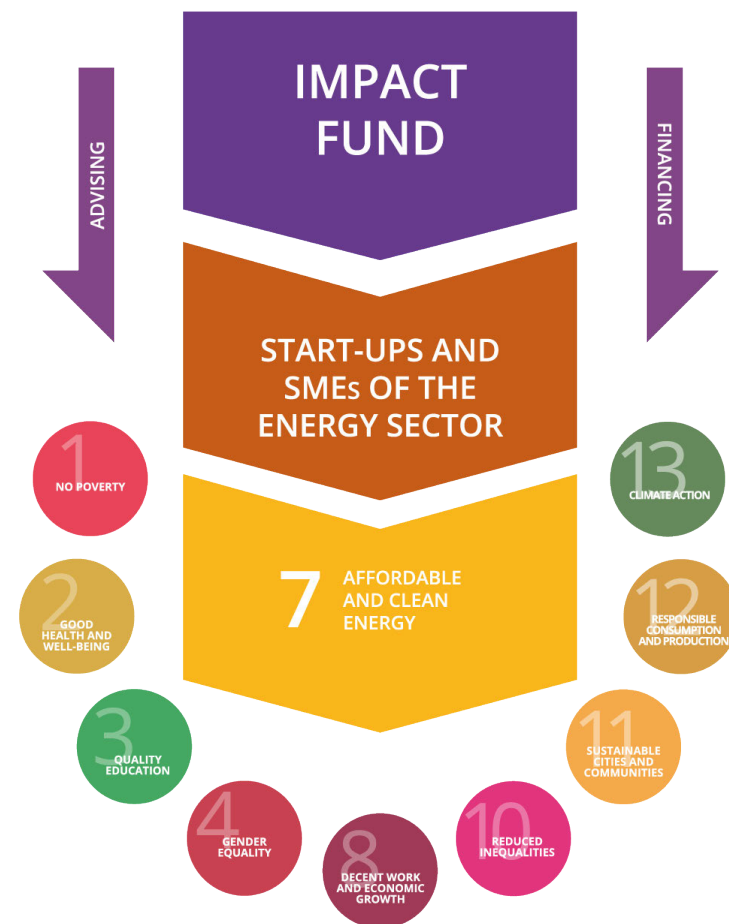 IMPACT
FUND
ADVISING
FINANCING
START-UPS AND
SMEs OF THE
ENERGY SECTOR
7
AFFORDABLE
AND CLEAN
ENERGY
1
NO POVERTY
2
GOOD
HEALTH AND
WELL-BEING
3
QUALITY
EDUCATION
4
GENDER
EQUALITY
8
DECENT WORK
AND ECONOMIC
GROWTH
10
REDUCED
INEQUALITIES
11
SUSTAINABLE
CITIES AND
COMMUNITIES
12
RESPONSIBLE
CONSUMPTION
AND PRODUCTION
13
CLIMATE ACTION